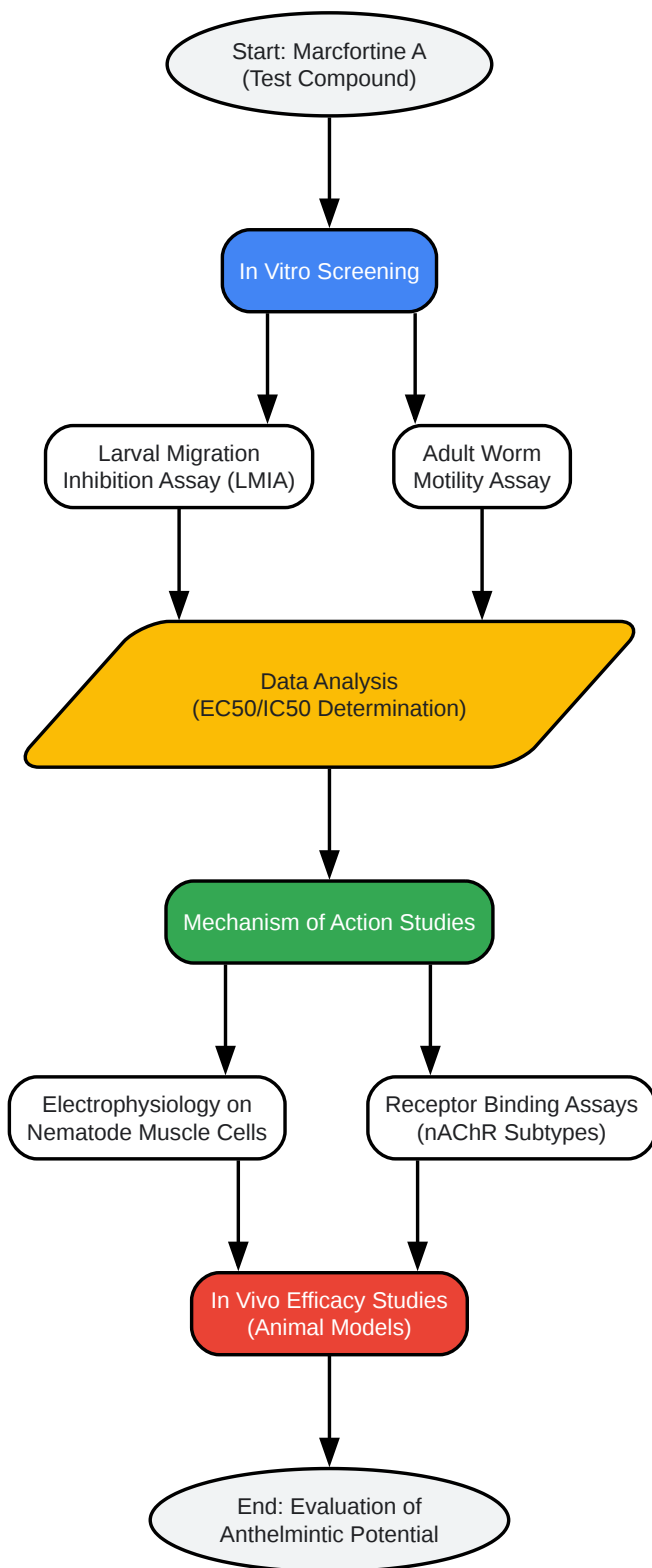 Start: Marcfortine A
(Test Compound)
In Vitro Screening
Larval Migration
Inhibition Assay (LMIA)
Adult Worm
Motility Assay
Data Analysis
(EC50/IC50 Determination)
Mechanism of Action Studies
Electrophysiology on
Nematode Muscle Cells
Receptor Binding Assays
(nAChR Subtypes)
In Vivo Efficacy Studies
(Animal Models)
End: Evaluation of
Anthelmintic Potential